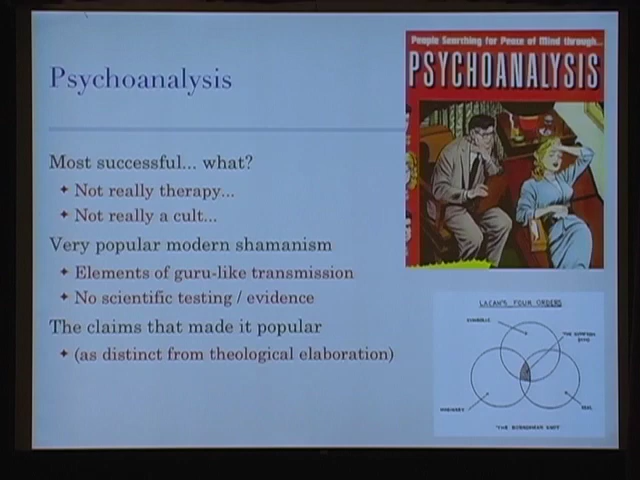 Psychoanalysis
Most successful... what?
Not really therapy...
Not really a cult...
Very popular modern shamanism
Elements of guru-like transmission
No scientific testing / evidence
The claims that made it popular
(as distinct from theological elaboration)
People Searching for Peace of Mind through...
PSYCHOANALYSIS
LACAN'S FOUR ORDERS
SYMBOLIC
THE SYMPTOM
IMAGINARY
REAL
"THE BORROMEAN KNOT"